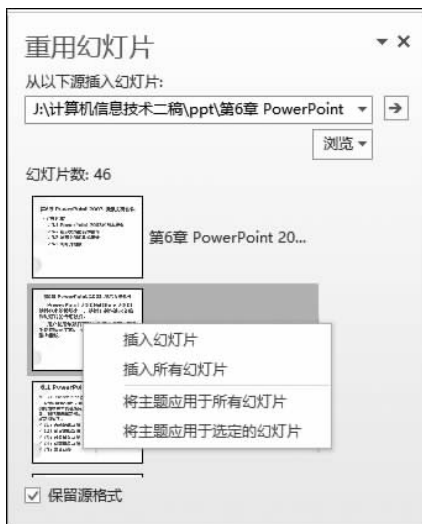 重用幻灯片
从以下源插入幻灯片:
J:\计算机信息技术二稿\ppt\第6章 PowerPoint
浏览
幻灯片数: 46
第6章 PowerPoint 20...
插入幻灯片
插入所有幻灯片
将主题应用于所有幻灯片
将主题应用于选定的幻灯片
保留源格式